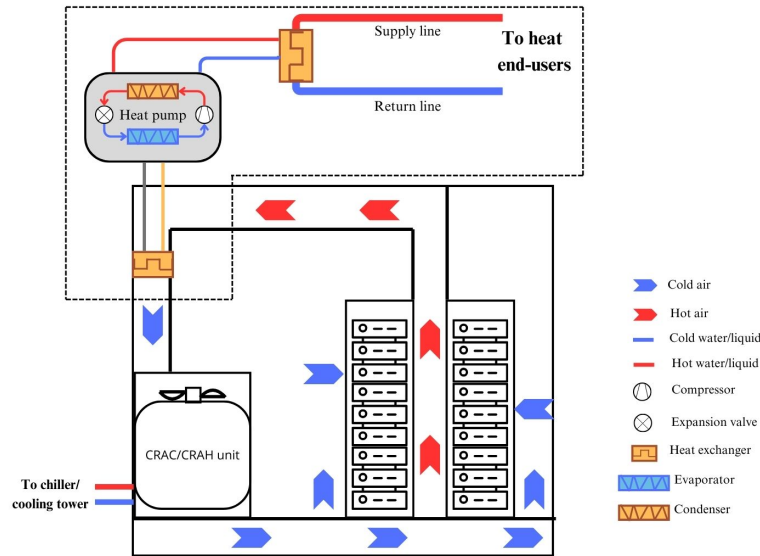 Supply line
To heat
end-users
Return line
Heat pump
CRAC/CRAH unit
To chiller/
cooling tower
Cold air
Hot air
Cold water/liquid
Hot water/liquid
Compressor
Expansion valve
Heat exchanger
Evaporator
Condenser